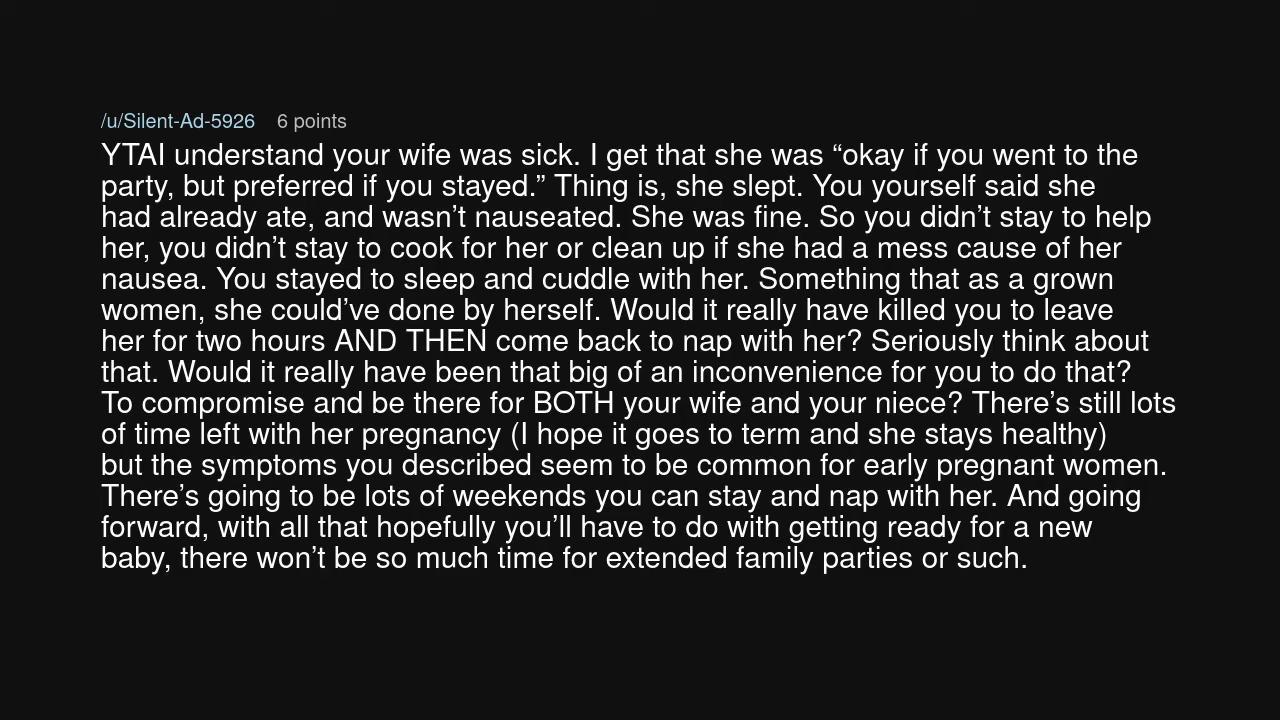 /u/Silent-Ad-5926 6 points
YTAI understand your wife was sick. I get that she was “okay if you went to the
party, but preferred if you stayed.” Thing is, she slept. You yourself said she
had already ate, and wasn’t nauseated. She was fine. So you didn’t stay to help
her, you didn’t stay to cook for her or clean up if she had a mess cause of her
nausea. You stayed to sleep and cuddle with her. Something that as a grown
women, she could’ve done by herself. Would it really have killed you to leave
her for two hours AND THEN come back to nap with her? Seriously think about
that. Would it really have been that big of an inconvenience for you to do that?
To compromise and be there for BOTH your wife and your niece? There’s still lots
of time left with her pregnancy (I hope it goes to term and she stays healthy)
but the symptoms you described seem to be common for early pregnant women.
There’s going to be lots of weekends you can stay and nap with her. And going
forward, with all that hopefully you’ll have to do with getting ready for a new
baby, there won’t be so much time for extended family parties or such.